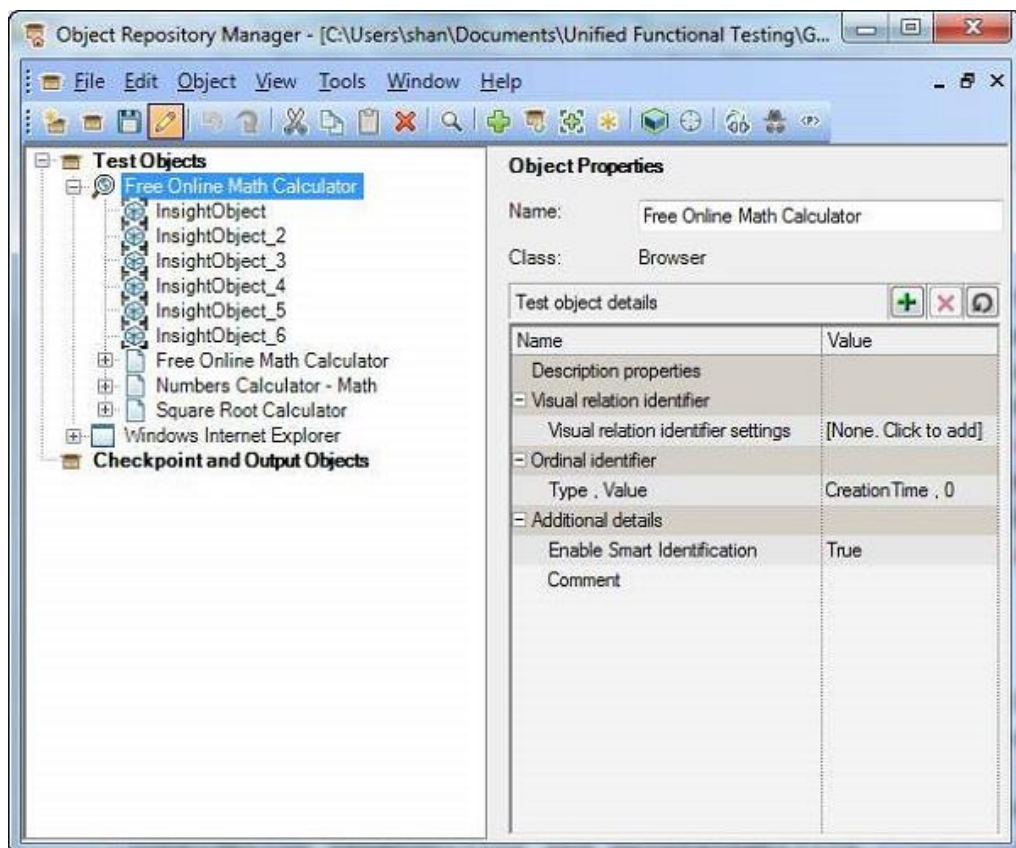 Object Repository Manager - [C:\Users\shan\Documents\Unified Functional Testing\G...
File Edit Object View Tools Window Help
Test Objects
Free Online Math Calculator
InsightObject
InsightObject_2
InsightObject_3
InsightObject_4
InsightObject_5
InsightObject_6
Free Online Math Calculator
Numbers Calculator - Math
Square Root Calculator
Windows Internet Explorer
Checkpoint and Output Objects
Object Properties
Name: Free Online Math Calculator
Class: Browser
Test object details
Name Value
Description properties
Visual relation identifier
Visual relation identifier settings [None. Click to add]
Ordinal identifier
Type , Value CreationTime , 0
Additional details
Enable Smart Identification True
Comment